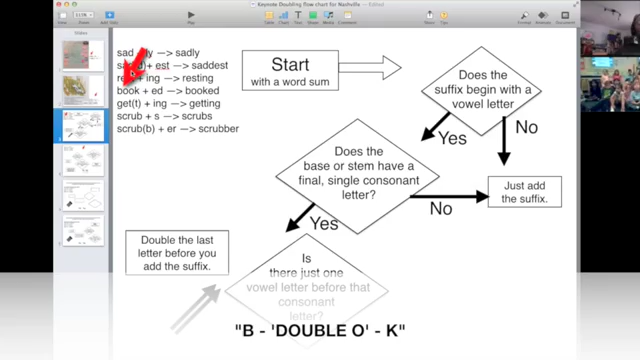 Keynote Doulding flow chart for Nashville — Edited
Slides
sad ly —> sadly
+ est —> saddest
+ ing —> resting
book + ed —> booked
get(t) + ing —> getting
scrub + s —> scrubs
scrub(b) + er —> scrubber
Start
with a word sum
Does the
suffix begin with a
vowel letter
Yes
No
Does the
base or stem have a
final, single consonant
letter?
Just add
the suffix.
Yes
No
Double the last
letter before you
add the suffix.
Is
there just one
vowel letter before that
consonant
letter?
"B - 'DOUBLE O' - K"